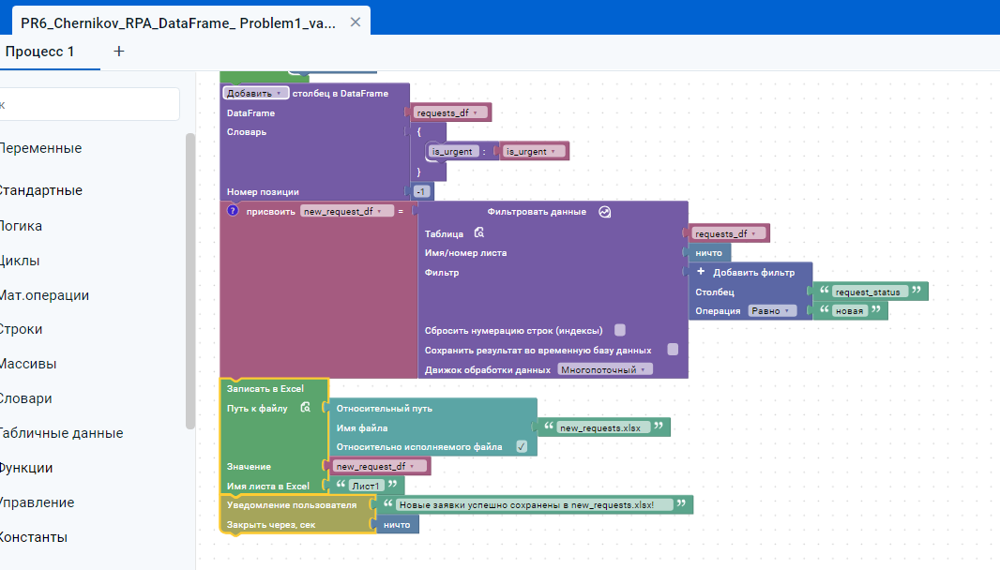 PR6_Chernikov_RPA_DataFrame_ Problem1_va...
Процесс 1
к
Переменные
Стандартные
Логика
Циклы
Мат.операции
Строки
Массивы
Словари
Табличные данные
Функции
Управление
Константы
Добавить столбец в DataFrame
DataFrame requests_df
Словарь {
is_urgent : is_urgent
}
Номер позиции -1
? присвоить new_request_df = Фильтровать данные
Таблица requests_df
Имя/номер листа ничто
Фильтр + Добавить фильтр
Столбец “ request_status ”
Операция Равно “ новая ”
Сбросить нумерацию строк (индексы)
Сохранить результат во временную базу данных
Движок обработки данных Многопоточный
Записать в Excel
Путь к файлу Относительный путь
Имя файла “ new_requests.xlsx ”
Относительно исполняемого файла
Значение new_request_df
Имя листа в Excel “ Лист1 ”
Уведомление пользователя “ Новые заявки успешно сохранены в new_requests.xlsx! ”
Закрыть через, сек ничто